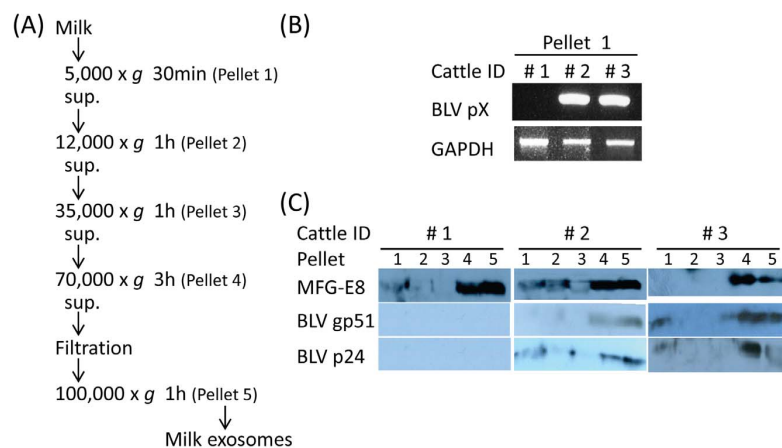 (A)
Milk
5,000 x g 30min (Pellet 1)
sup.
12,000 x g 1h (Pellet 2)
sup.
35,000 x g 1h (Pellet 3)
sup.
70,000 x g 3h (Pellet 4)
sup.
Filtration
100,000 x g 1h (Pellet 5)
Milk exosomes
(B)
Pellet 1
Cattle ID # 1 # 2 # 3
BLV pX
GAPDH
(C)
Cattle ID # 1 # 2 # 3
Pellet 1 2 3 4 5 1 2 3 4 5 1 2 3 4 5
MFG-E8
BLV gp51
BLV p24